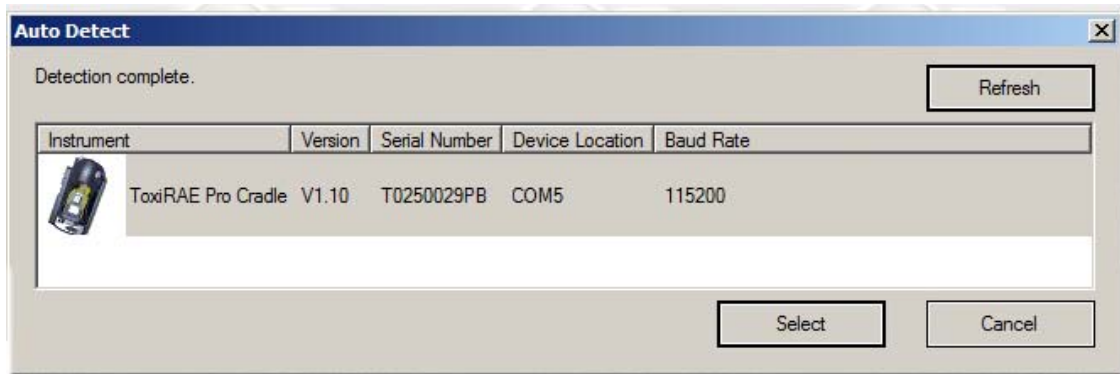 Auto Detect
Detection complete.
Refresh
Instrument Version Serial Number Device Location Baud Rate
ToxiRAE Pro Cradle V1.10 T0250029PB COM5 115200
Select Cancel